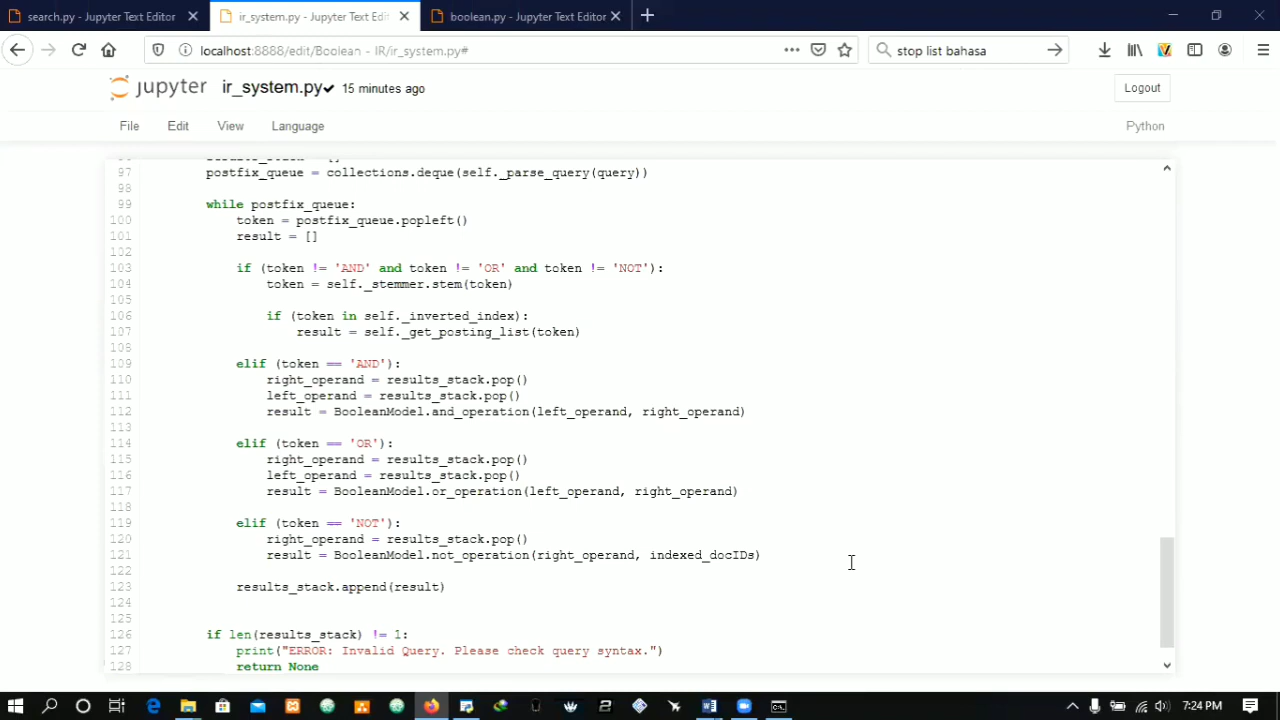 search.py - Jupyter Text Editor
ir_system.py - Jupyter Text Edit
boolean.py - Jupyter Text Editor
localhost:8888/edit/Boolean - IR/ir_system.py#
stop list bahasa
jupyter ir_system.py✔ 15 minutes ago
Logout
File Edit View Language
Python
97 postfix_queue = collections.deque(self._parse_query(query))
98
99 while postfix_queue:
100 token = postfix_queue.popleft()
101 result = []
102
103 if (token != 'AND' and token != 'OR' and token != 'NOT'):
104 token = self._stemmer.stem(token)
105
106 if (token in self._inverted_index):
107 result = self._get_posting_list(token)
108
109 elif (token == 'AND'):
110 right_operand = results_stack.pop()
111 left_operand = results_stack.pop()
112 result = BooleanModel.and_operation(left_operand, right_operand)
113
114 elif (token == 'OR'):
115 right_operand = results_stack.pop()
116 left_operand = results_stack.pop()
117 result = BooleanModel.or_operation(left_operand, right_operand)
118
119 elif (token == 'NOT'):
120 right_operand = results_stack.pop()
121 result = BooleanModel.not_operation(right_operand, indexed_docIDs)
122
123 results_stack.append(result)
124
125
126 if len(results_stack) != 1:
127 print("ERROR: Invalid Query. Please check query syntax.")
128 return None
7:24 PM